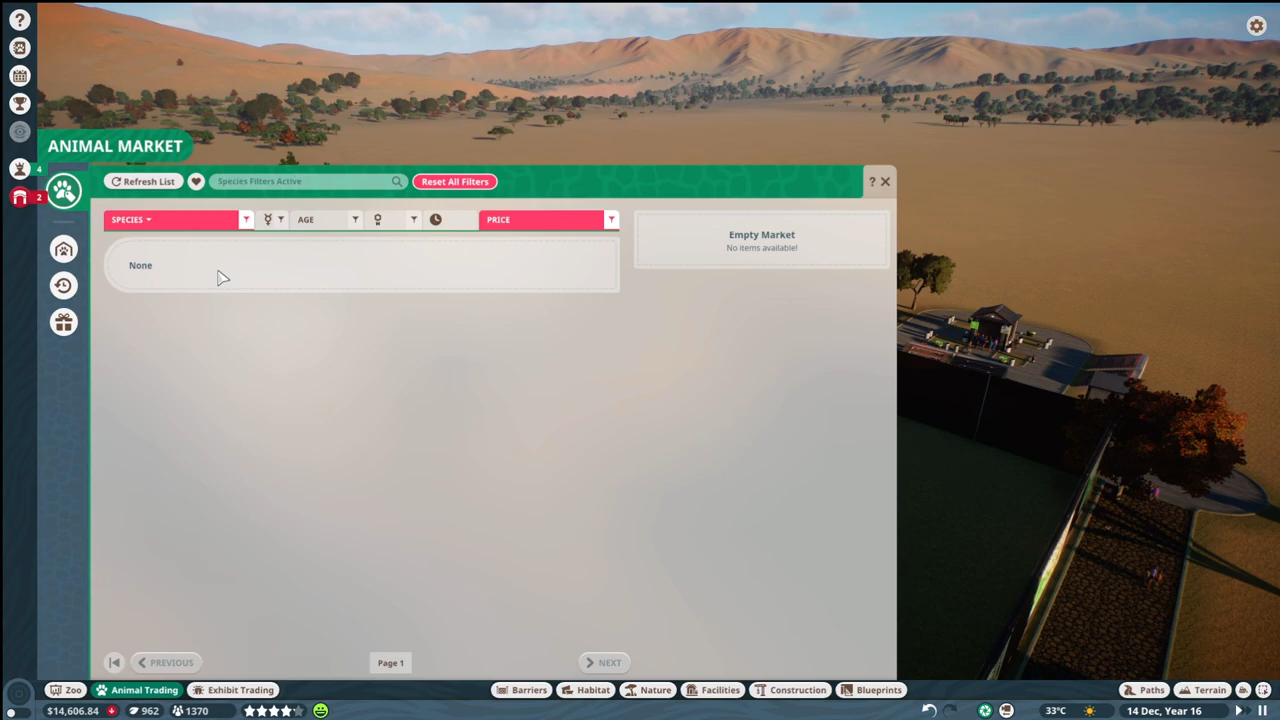 ANIMAL MARKET
4
2
Refresh List
Species Filters Active
Reset All Filters
? 
SPECIES
AGE
PRICE
None
Empty Market
No items available!
PREVIOUS
Page 1
NEXT
Zoo
Animal Trading
Exhibit Trading
Barriers
Habitat
Nature
Facilities
Construction
Blueprints
Paths
Terrain
$14,606.84
962
1370
33°C
14 Dec, Year 16